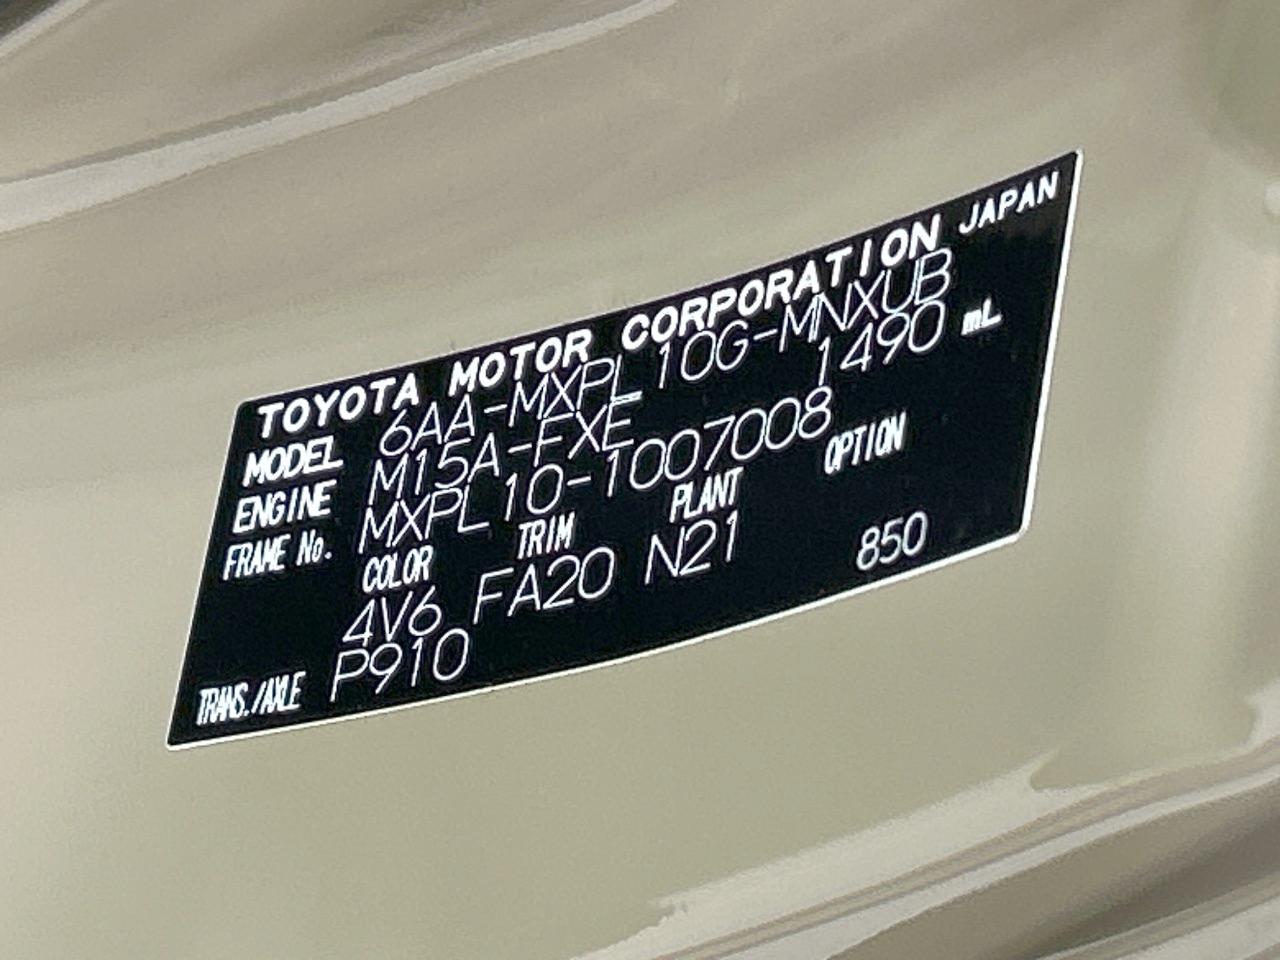 TOYOTA MOTOR CORPORATION JAPAN
MODEL 6AA-MXPL10G-MNXUB
ENGINE M15A-FXE 1490 mL
FRAME No. MXPL10-1007008
COLOR TRIM PLANT OPTION
4V6 FA20 N21 850
TRANS./AXLE P910